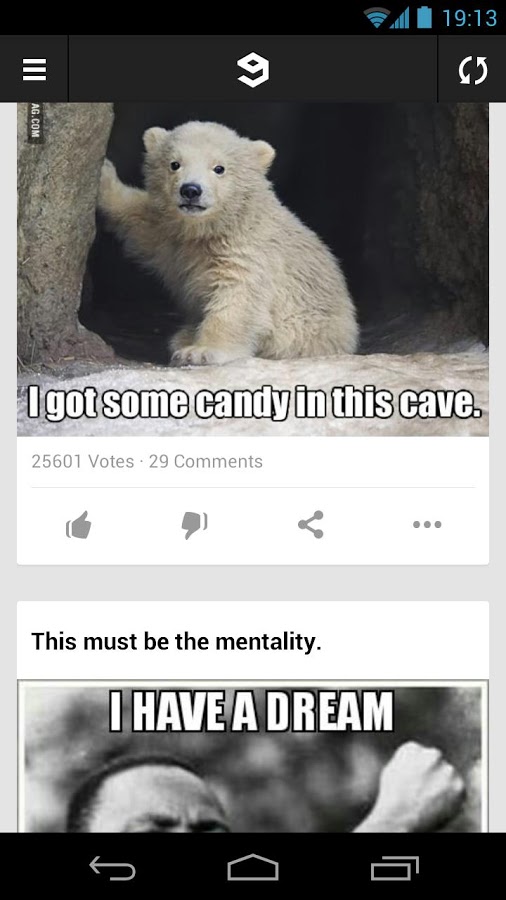 19:13
9
AG.COM
I got some candy in this cave.
25601 Votes · 29 Comments
This must be the mentality.
I HAVE A DREAM